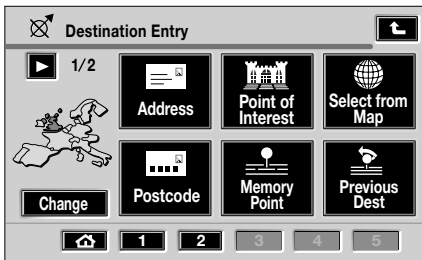 Destination Entry
1/2
Address
Point of
Interest
Select from
Map
Change
Postcode
Memory
Point
Previous
Dest
1 2 3 4 5